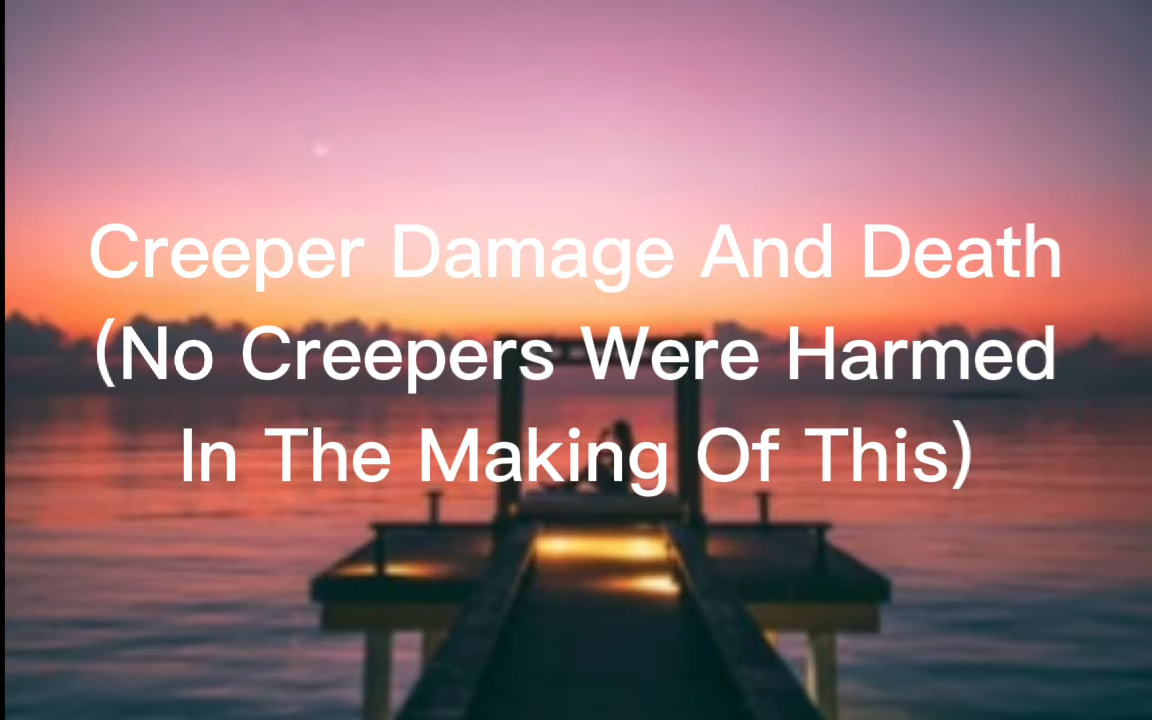 Creeper Damage And Death
(No Creepers Were Harmed
In The Making Of This)